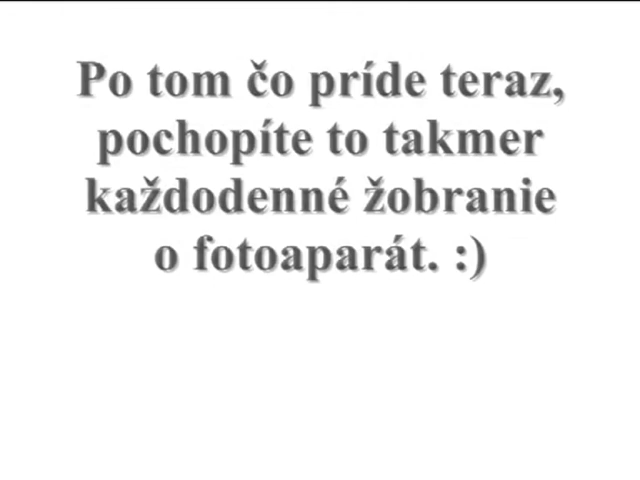 Po tom čo príde teraz,
pochopíte to takmer
každodenné žobranie
o fotoaparát. :)